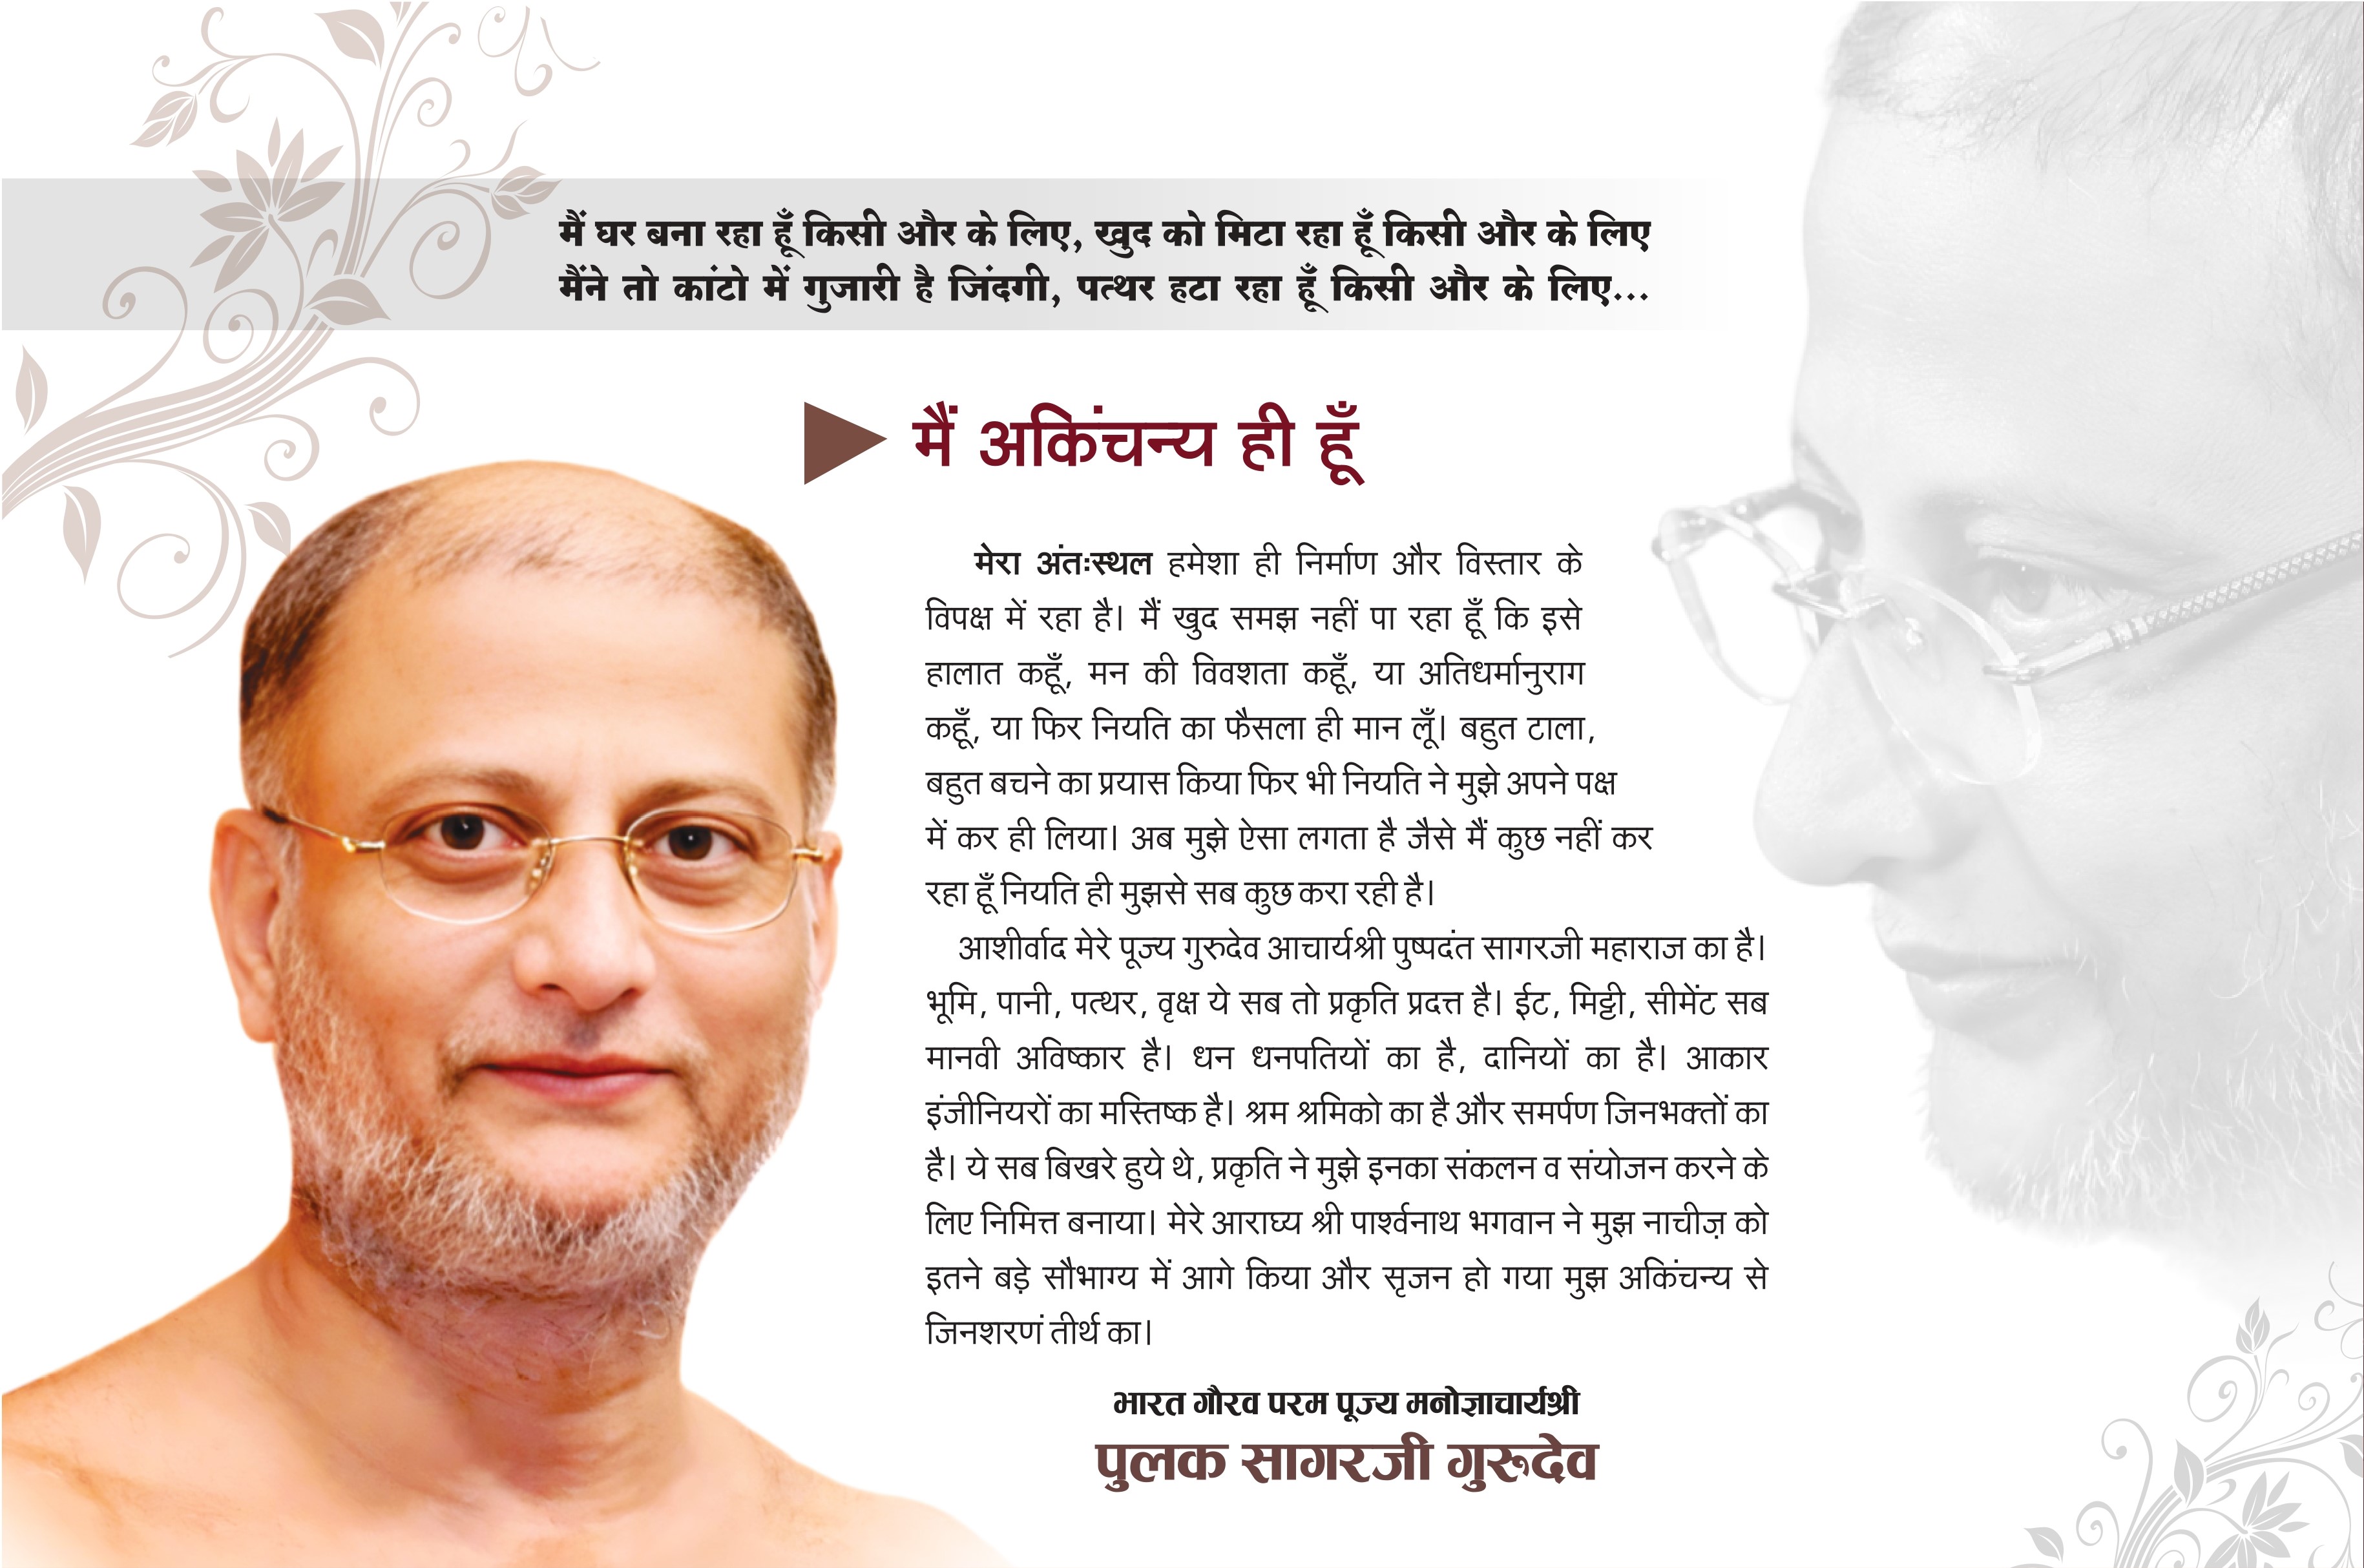 मैं घर बना रहा हूँ किसी और के लिए, खुद को मिटा रहा हूँ किसी और के लिए
मैंने तो कांटो में गुजारी है जिंदगी, पत्थर हटा रहा हूँ किसी और के लिए...
मैं अकिंचन्य ही हूँ
मेरा अंतःस्थल हमेशा ही निर्माण और विस्तार के
विपक्ष में रहा है। मैं खुद समझ नहीं पा रहा हूँ कि इसे
हालात कहूँ, मन की विवशता कहूँ, या अतिधर्मानुराग
कहूँ, या फिर नियति का फैसला ही मान लूँ। बहुत टाला,
बहुत बचने का प्रयास किया फिर भी नियति ने मुझे अपने पक्ष
में कर ही लिया। अब मुझे ऐसा लगता है जैसे मैं कुछ नहीं कर
रहा हूँ नियति ही मुझसे सब कुछ करा रही है।
आशीर्वाद मेरे पूज्य गुरुदेव आचार्यश्री पुष्पदंत सागरजी महाराज का है।
भूमि, पानी, पत्थर, वृक्ष ये सब तो प्रकृति प्रदत्त है। ईट, मिट्टी, सीमेंट सब
मानवी अविष्कार है। धन धनपतियों का है, दानियों का है। आकार
इंजीनियरों का मस्तिष्क है। श्रम श्रमिको का है और समर्पण जिनभक्तों का
है। ये सब बिखरे हुये थे, प्रकृति ने मुझे इनका संकलन व संयोजन करने के
लिए निमित्त बनाया। मेरे आराघ्य श्री पार्श्वनाथ भगवान ने मुझ नाचीज़ को
इतने बड़े सौभाग्य में आगे किया और सृजन हो गया मुझ अकिंचन्य से
जिनशरणं तीर्थ का।
भारत गौरव परम पूज्य मनोज्ञाचार्यश्री
पुलक सागरजी गुरुदेव